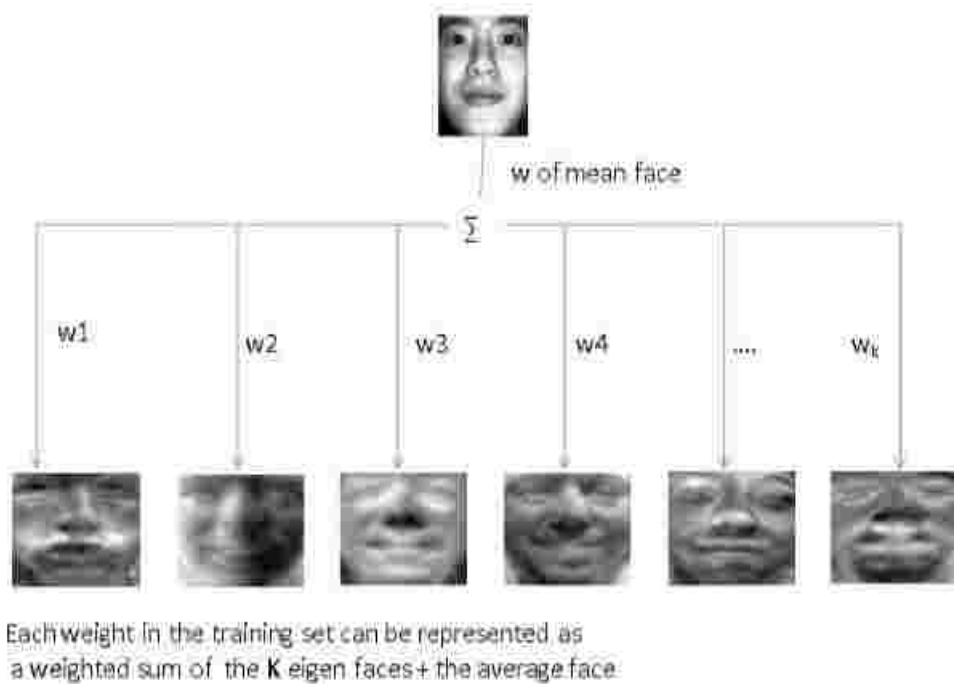 w of mean face
Σ
w1
w2
w3
w4
....
wₖ
Each weight in the training set can be represented as
a weighted sum of the K eigen faces + the average face